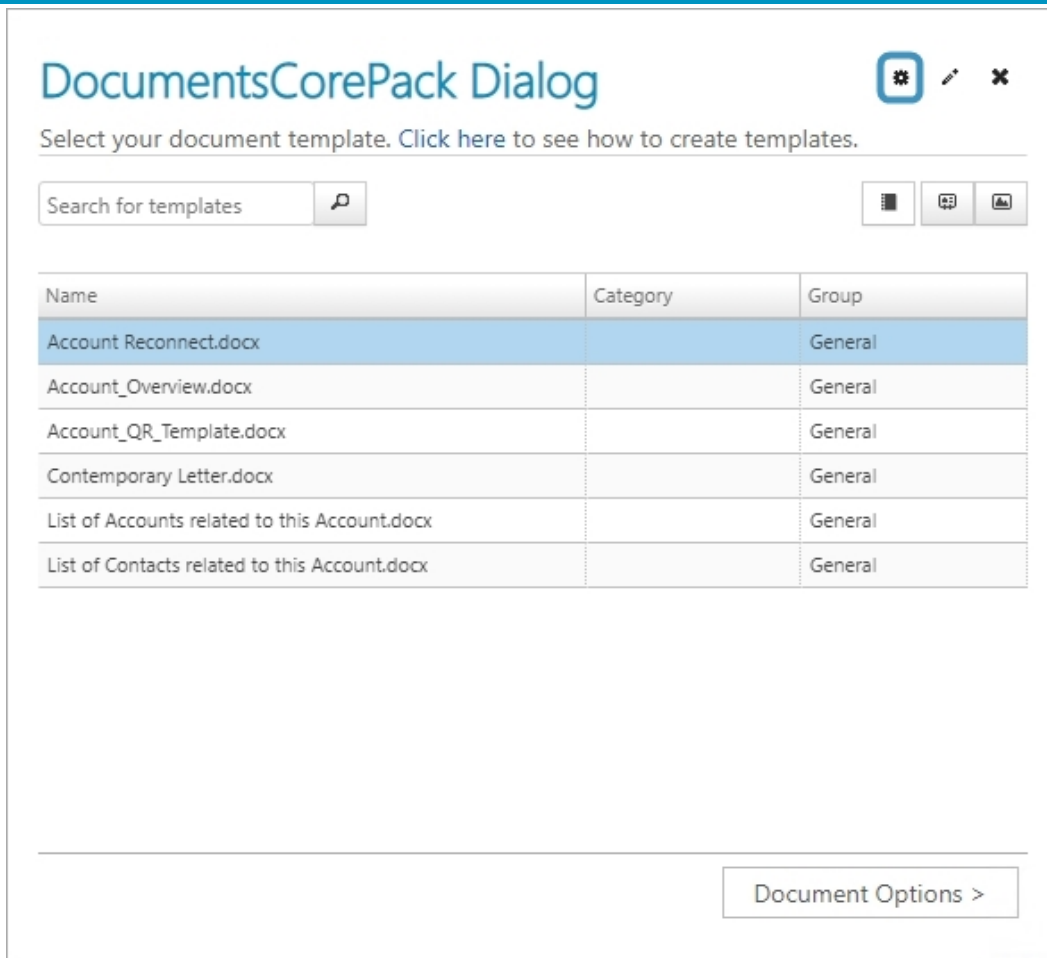 DocumentsCorePack Dialog
Select your document template. Click here to see how to create templates.
Search for templates
Name Category Group
Account Reconnect.docx General
Account_Overview.docx General
Account_QR_Template.docx General
Contemporary Letter.docx General
List of Accounts related to this Account.docx General
List of Contacts related to this Account.docx General
Document Options >